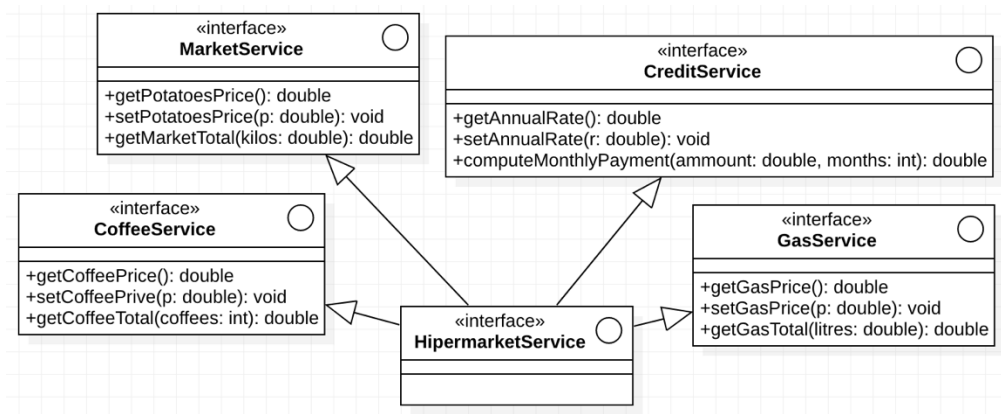 «interface»
MarketService
+getPotatoesPrice(): double
+setPotatoesPrice(p: double): void
+getMarketTotal(kilos: double): double
«interface»
CreditService
+getAnnualRate(): double
+setAnnualRate(r: double): void
+computeMonthlyPayment(ammount: double, months: int): double
«interface»
CoffeeService
+getCoffeePrice(): double
+setCoffeePrive(p: double): void
+getCoffeeTotal(coffees: int): double
«interface»
GasService
+getGasPrice(): double
+setGasPrice(p: double): void
+getGasTotal(litres: double): double
«interface»
HipermarketService